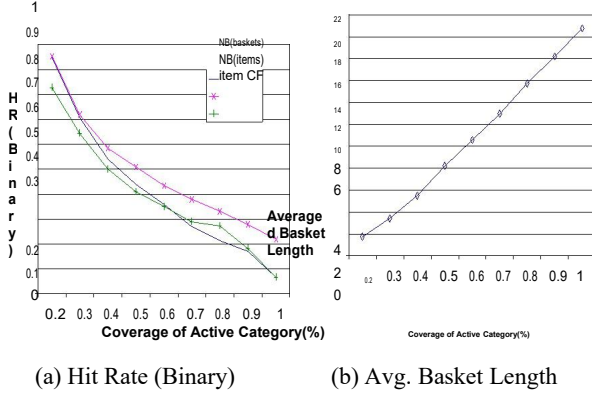 1
0.9
0.8
0.7
0.6
0.5
0.4
0.3
0.2
0.1
0
HR(Binary)
NB(baskets)
NB(items)
item CF
0.2 0.3 0.4 0.5 0.6 0.7 0.8 0.9 1
Coverage of Active Category(%)
(a) Hit Rate (Binary)
Average
d Basket
Length
22
20
18
16
14
12
10
8
6
4
2
0
0.2 0.3 0.4 0.5 0.6 0.7 0.8 0.9 1
Coverage of Active Category(%)
(b) Avg. Basket Length